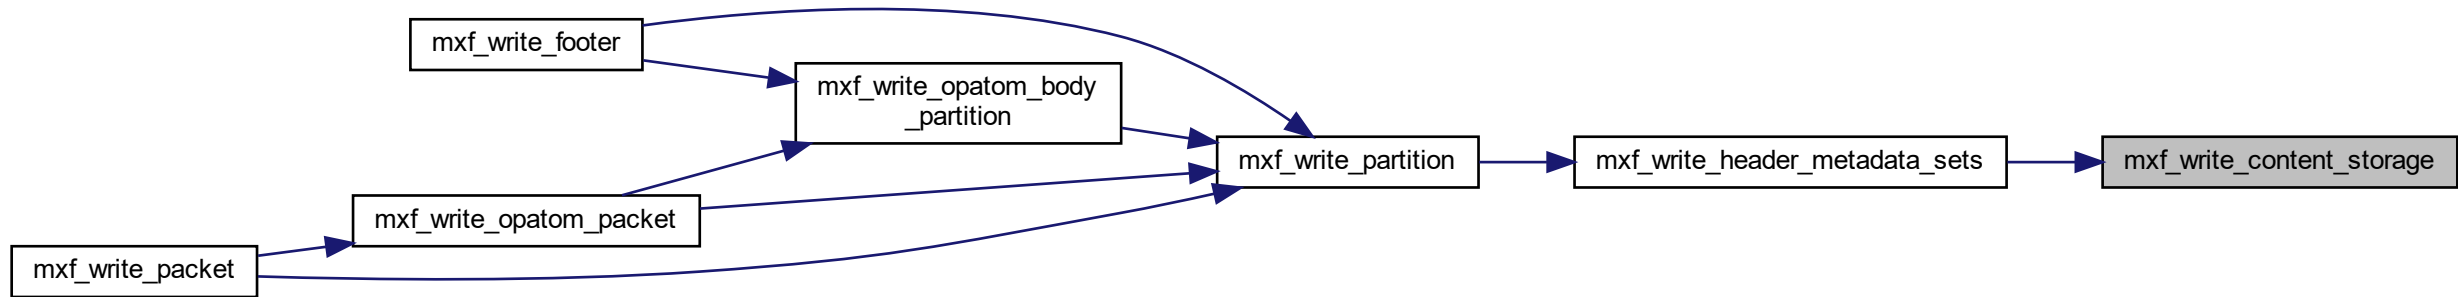 mxf_write_footer
mxf_write_opatom_body
_partition
mxf_write_partition
mxf_write_header_metadata_sets
mxf_write_content_storage
mxf_write_opatom_packet
mxf_write_packet